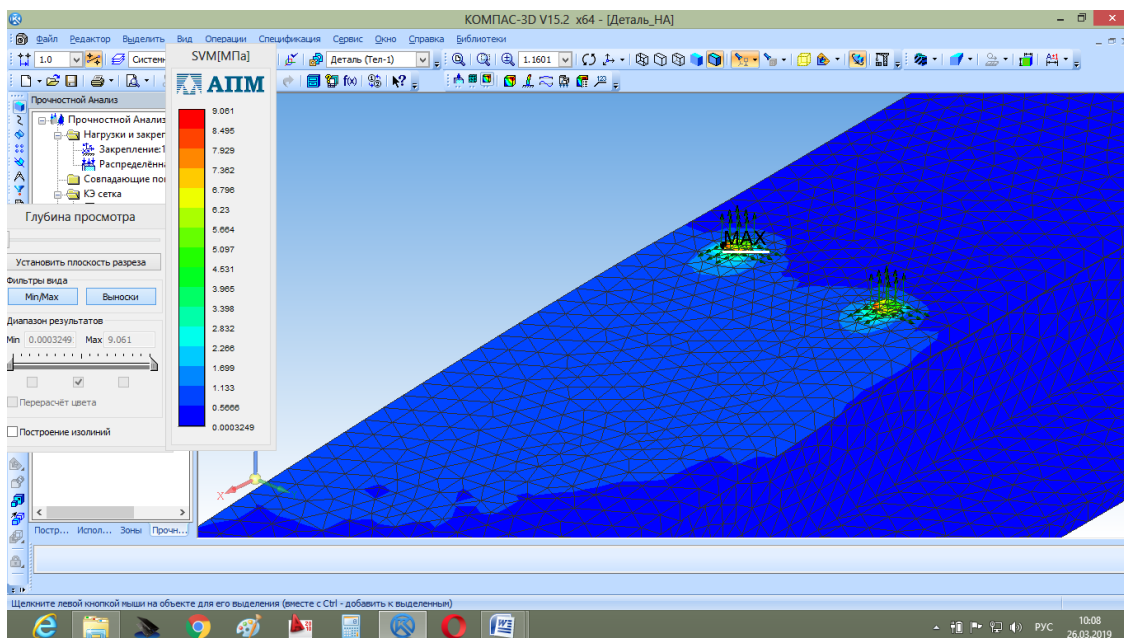 КОМПАС-3D V15.2 x64 - [Деталь_НА]
Файл Редактор Выделить Вид Операции Спецификация Сервис Окно Справка Библиотеки
1.0 Систем Деталь (Тел-1) 1.1601
SVM[МПа]
АПМ
9.061
8.495
7.929
7.362
6.796
6.23
5.664
5.097
4.531
3.965
3.398
2.832
2.266
1.699
1.133
0.5666
0.0003249
Прочностной Анализ
Прочностной Анализ
Нагрузки и закреп
Закрепление:1
Распределённа
Совпадающие пов
КЭ сетка
Глубина просмотра
Установить плоскость разреза
Фильтры вида
Min/Max Выноски
Диапазон результатов
Min 0.0003249 Max 9.061
Перерасчёт цвета
Построение изолиний
MAX
X
Постр... Испол... Зоны Прочн...
Щелкните левой кнопкой мыши на объекте для его выделения (вместе с Ctrl - добавить к выделенным)
РУС 10:08
26.03.2019